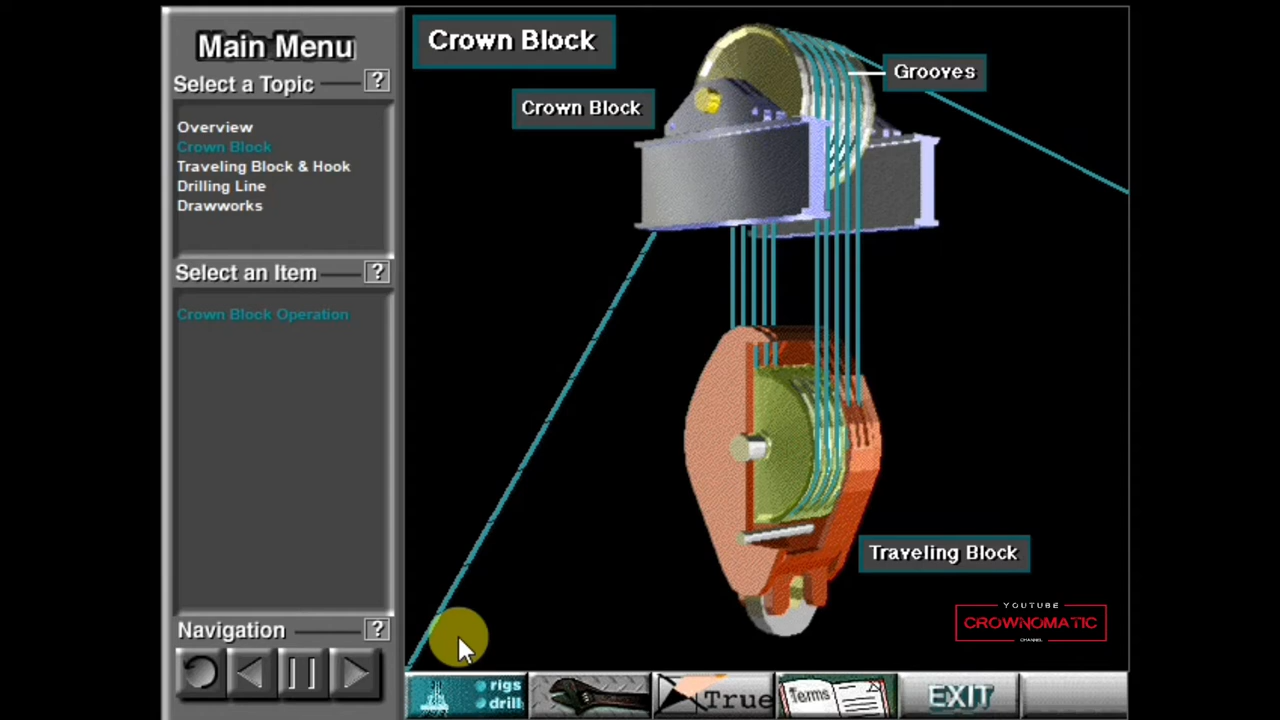 Main Menu
Select a Topic
?
Overview
Crown Block
Traveling Block & Hook
Drilling Line
Drawworks
Select an Item
?
Crown Block Operation
Navigation
?
Crown Block
Crown Block
Grooves
Traveling Block
YOUTUBE
CROWNOMATIC
CHANNEL
rigs
drill
True
Terms
EXIT